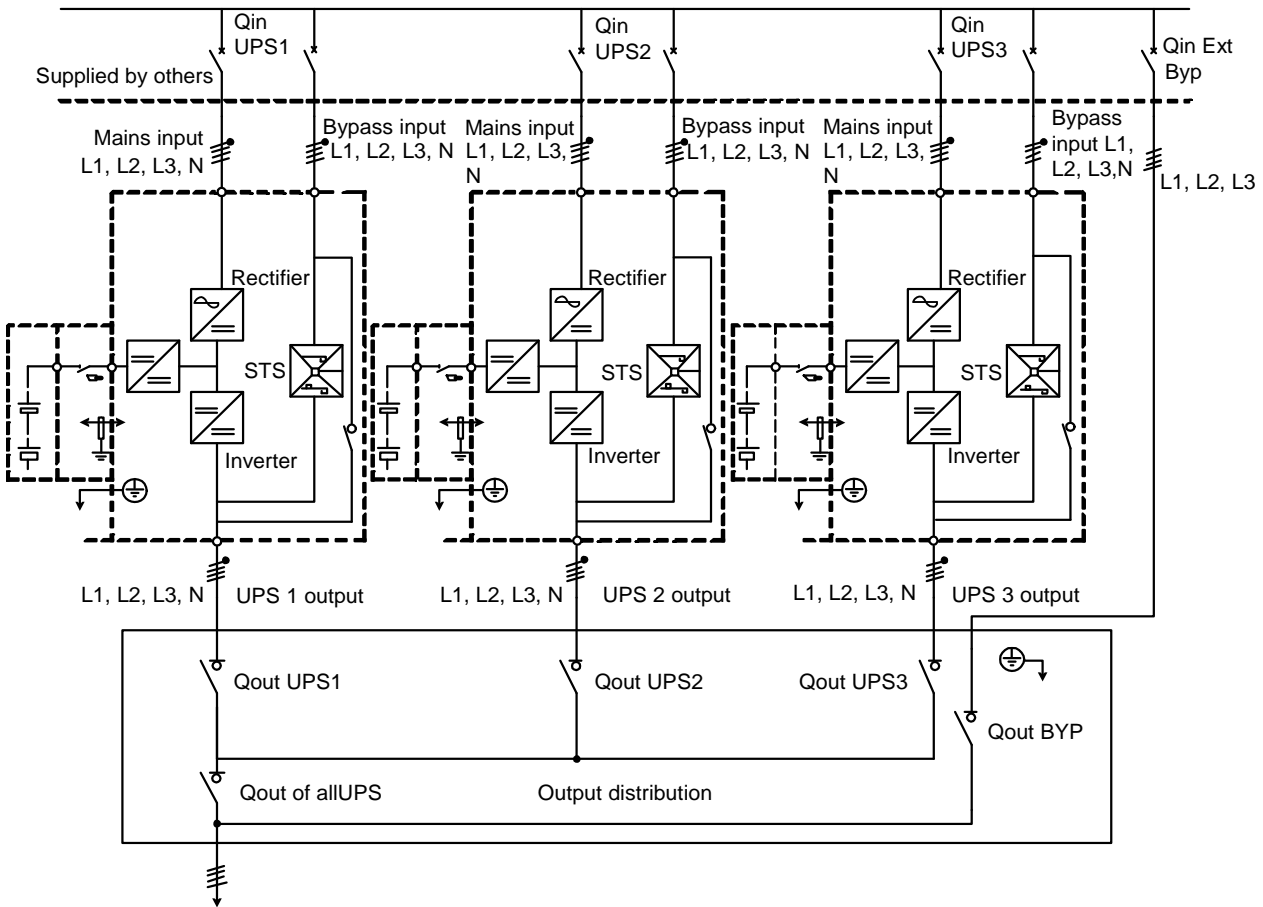 Qin
UPS1
Qin
UPS2
Qin
UPS3
Qin Ext
Byp
Supplied by others
Mains input
L1, L2, L3, N
Bypass input
L1, L2, L3, N
Mains input
L1, L2, L3,
N
Bypass input
L1, L2, L3, N
Mains input
L1, L2, L3,
N
Bypass
input L1,
L2, L3,N
L1, L2, L3
Rectifier
Rectifier
Rectifier
STS
STS
STS
Inverter
Inverter
Inverter
L1, L2, L3, N
UPS 1 output
L1, L2, L3, N
UPS 2 output
L1, L2, L3, N
UPS 3 output
Qout UPS1
Qout UPS2
Qout UPS3
Qout BYP
Qout of allUPS
Output distribution